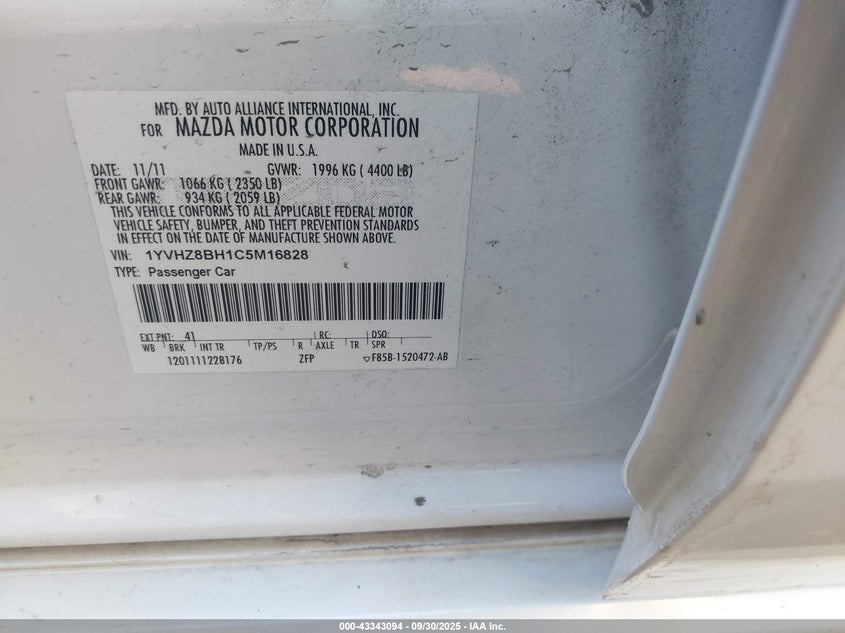 MFD. BY AUTO ALLIANCE INTERNATIONAL, INC.
FOR MAZDA MOTOR CORPORATION
MADE IN U.S.A.
DATE: 11/11 GVWR: 1996 KG ( 4400 LB)
FRONT GAWR: 1066 KG ( 2350 LB)
REAR GAWR: 934 KG ( 2059 LB)
THIS VEHICLE CONFORMS TO ALL APPLICABLE FEDERAL MOTOR
VEHICLE SAFETY, BUMPER, AND THEFT PREVENTION STANDARDS
IN EFFECT ON THE DATE OF MANUFACTURE SHOWN ABOVE.
VIN: 1YVHZ8BH1C5M16828
TYPE: Passenger Car
EXT PNT: 41 RC: DSO:
WB BRK INT TR TP/PS R AXLE TR SPR
120111122B176 ZFP ▽FB5B-1520472-AB
000-43343094 - 09/30/2025 - IAA Inc.